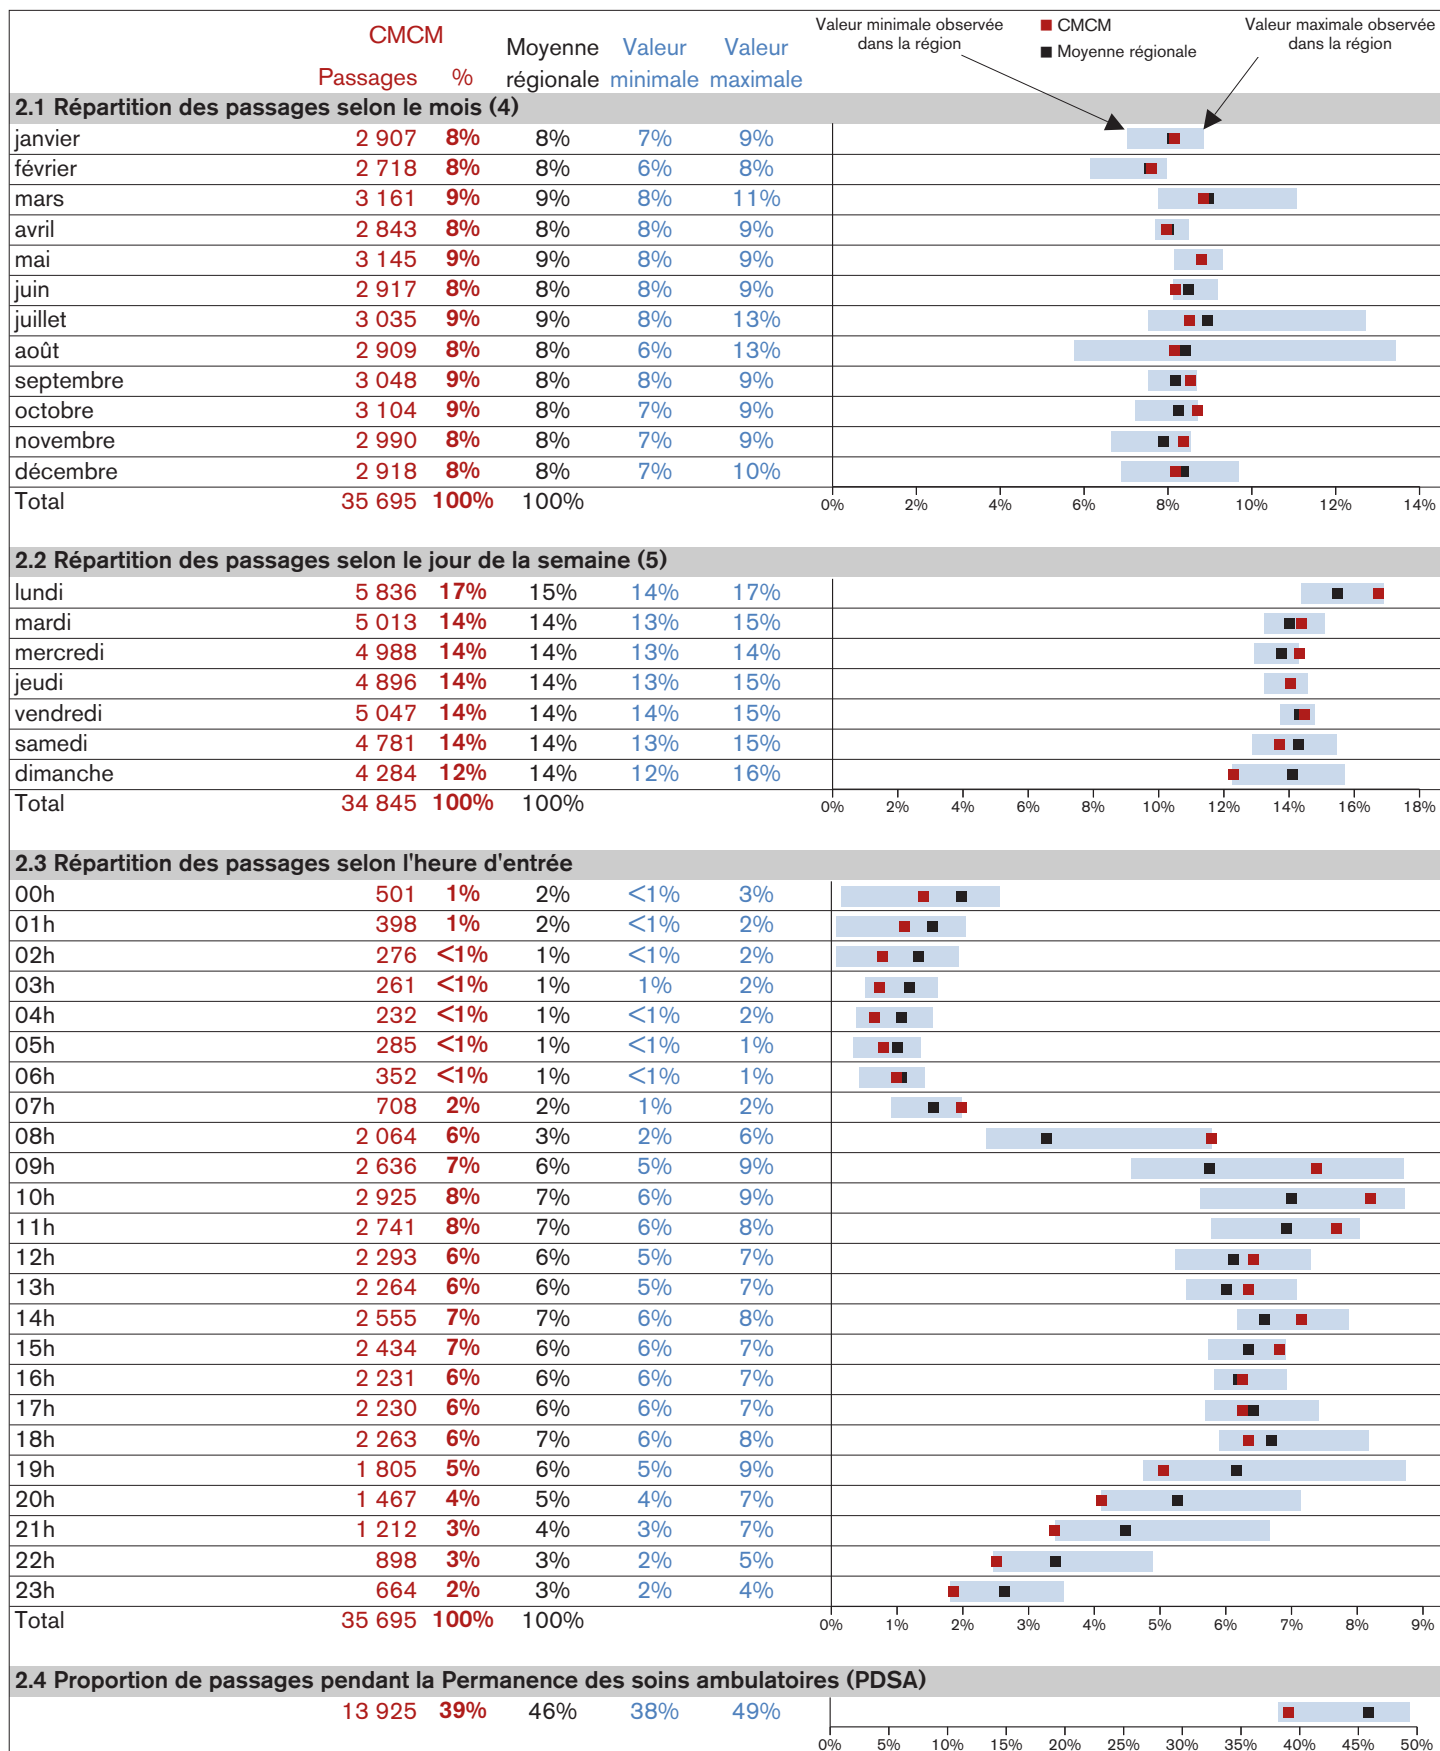 CMCM
Passages % Moyenne régionale Valeur minimale Valeur maximale
Valeur minimale observée dans la région
CMCM
Moyenne régionale
Valeur maximale observée dans la région
2.1 Répartition des passages selon le mois (4)
janvier 2 907 8% 8% 7% 9%
février 2 718 8% 8% 6% 8%
mars 3 161 9% 9% 8% 11%
avril 2 843 8% 8% 8% 9%
mai 3 145 9% 9% 8% 9%
juin 2 917 8% 8% 8% 9%
juillet 3 035 9% 9% 8% 13%
août 2 909 8% 8% 6% 13%
septembre 3 048 9% 8% 8% 9%
octobre 3 104 9% 8% 7% 9%
novembre 2 990 8% 8% 7% 9%
décembre 2 918 8% 8% 7% 10%
Total 35 695 100% 100%
0% 2% 4% 6% 8% 10% 12% 14%
2.2 Répartition des passages selon le jour de la semaine (5)
lundi 5 836 17% 15% 14% 17%
mardi 5 013 14% 14% 13% 15%
mercredi 4 988 14% 14% 13% 14%
jeudi 4 896 14% 14% 13% 15%
vendredi 5 047 14% 14% 14% 15%
samedi 4 781 14% 14% 13% 15%
dimanche 4 284 12% 14% 12% 16%
Total 34 845 100% 100%
0% 2% 4% 6% 8% 10% 12% 14% 16% 18%
2.3 Répartition des passages selon l'heure d'entrée
00h 501 1% 2% <1% 3%
01h 398 1% 2% <1% 2%
02h 276 <1% 1% <1% 2%
03h 261 <1% 1% 1% 2%
04h 232 <1% 1% <1% 2%
05h 285 <1% 1% <1% 1%
06h 352 <1% 1% <1% 1%
07h 708 2% 2% 1% 2%
08h 2 064 6% 3% 2% 6%
09h 2 636 7% 6% 5% 9%
10h 2 925 8% 7% 6% 9%
11h 2 741 8% 7% 6% 8%
12h 2 293 6% 6% 5% 7%
13h 2 264 6% 6% 5% 7%
14h 2 555 7% 7% 6% 8%
15h 2 434 7% 6% 6% 7%
16h 2 231 6% 6% 6% 7%
17h 2 230 6% 6% 6% 7%
18h 2 263 6% 7% 6% 8%
19h 1 805 5% 6% 5% 9%
20h 1 467 4% 5% 4% 7%
21h 1 212 3% 4% 3% 7%
22h 898 3% 3% 2% 5%
23h 664 2% 3% 2% 4%
Total 35 695 100% 100%
0% 1% 2% 3% 4% 5% 6% 7% 8% 9%
2.4 Proportion de passages pendant la Permanence des soins ambulatoires (PDSA)
13 925 39% 46% 38% 49%
0% 5% 10% 15% 20% 25% 30% 35% 40% 45% 50%